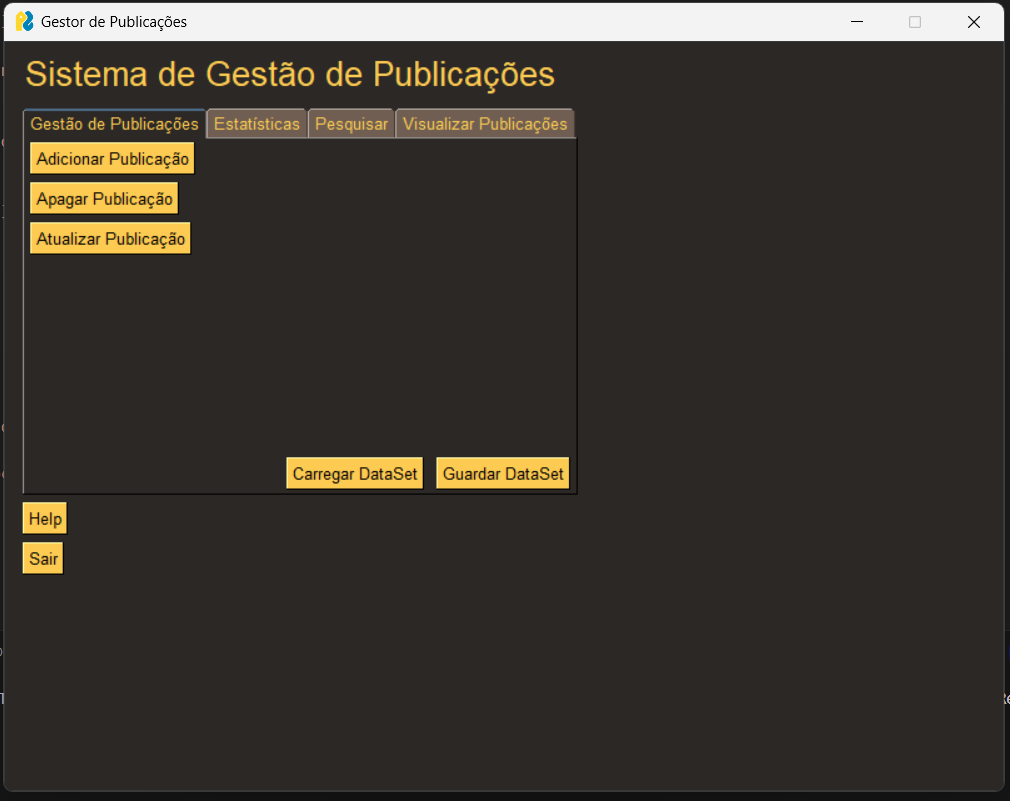 Gestor de Publicações
Sistema de Gestão de Publicações
Gestão de Publicações Estatísticas Pesquisar Visualizar Publicações
Adicionar Publicação
Apagar Publicação
Atualizar Publicação
Carregar DataSet Guardar DataSet
Help
Sair